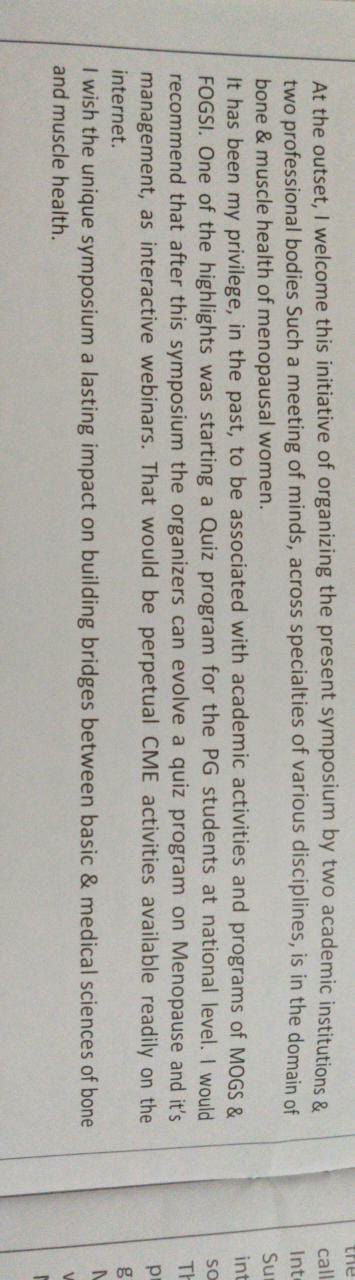 At the outset, I welcome this initiative of organizing the present symposium by two academic institutions &
two professional bodies Such a meeting of minds, across specialties of various disciplines, is in the domain of
bone & muscle health of menopausal women.
It has been my privilege, in the past, to be associated with academic activities and programs of MOGS &
FOGSI. One of the highlights was starting a Quiz program for the PG students at national level. I would
recommend that after this symposium the organizers can evolve a quiz program on Menopause and it's
management, as interactive webinars. That would be perpetual CME activities available readily on the
internet.
I wish the unique symposium a lasting impact on building bridges between basic & medical sciences of bone
and muscle health.
call
Su
int
so